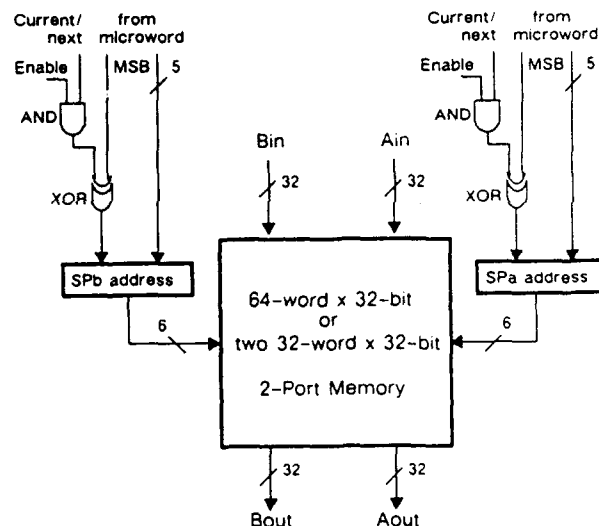 Current/ from
next microword
Enable MSB 5
AND
XOR
SPb address
6
Bin Ain
32 32
Current/ from
next microword
Enable MSB 5
AND
XOR
SPa address
6
64-word x 32-bit
or
two 32-word x 32-bit
2-Port Memory
32 32
Bout Aout